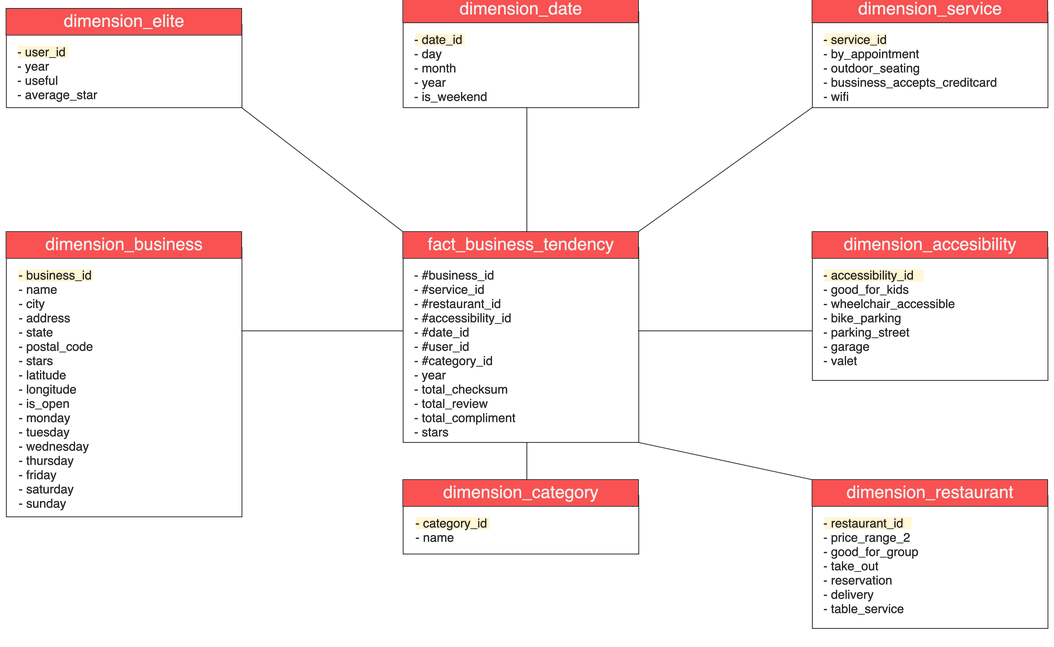 dimension_elite
- user_id
- year
- useful
- average_star
dimension_date
- date_id
- day
- month
- year
- is_weekend
dimension_service
- service_id
- by_appointment
- outdoor_seating
- bussiness_accepts_creditcard
- wifi
dimension_business
- business_id
- name
- city
- address
- state
- postal_code
- stars
- latitude
- longitude
- is_open
- monday
- tuesday
- wednesday
- thursday
- friday
- saturday
- sunday
fact_business_tendency
- #business_id
- #service_id
- #restaurant_id
- #accessibility_id
- #date_id
- #user_id
- #category_id
- year
- total_checksum
- total_review
- total_compliment
- stars
dimension_accesibility
- accessibility_id
- good_for_kids
- wheelchair_accessible
- bike_parking
- parking_street
- garage
- valet
dimension_category
- category_id
- name
dimension_restaurant
- restaurant_id
- price_range_2
- good_for_group
- take_out
- reservation
- delivery
- table_service